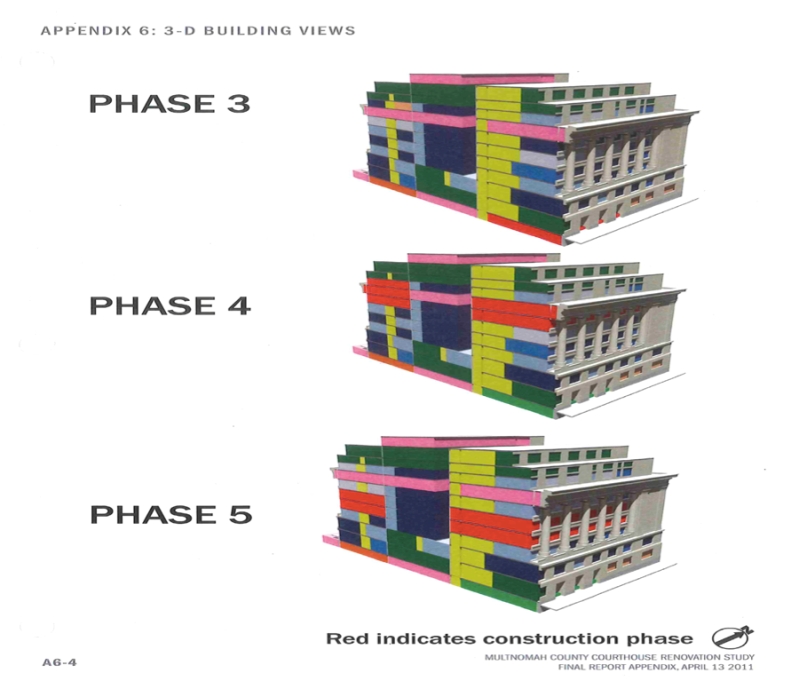 APPENDIX 6: 3-D BUILDING VIEWS
PHASE 3
PHASE 4
PHASE 5
Red indicates construction phase
A6-4
MULTNOMAH COUNTY COURTHOUSE RENOVATION STUDY
FINAL REPORT APPENDIX, APRIL 13 2011